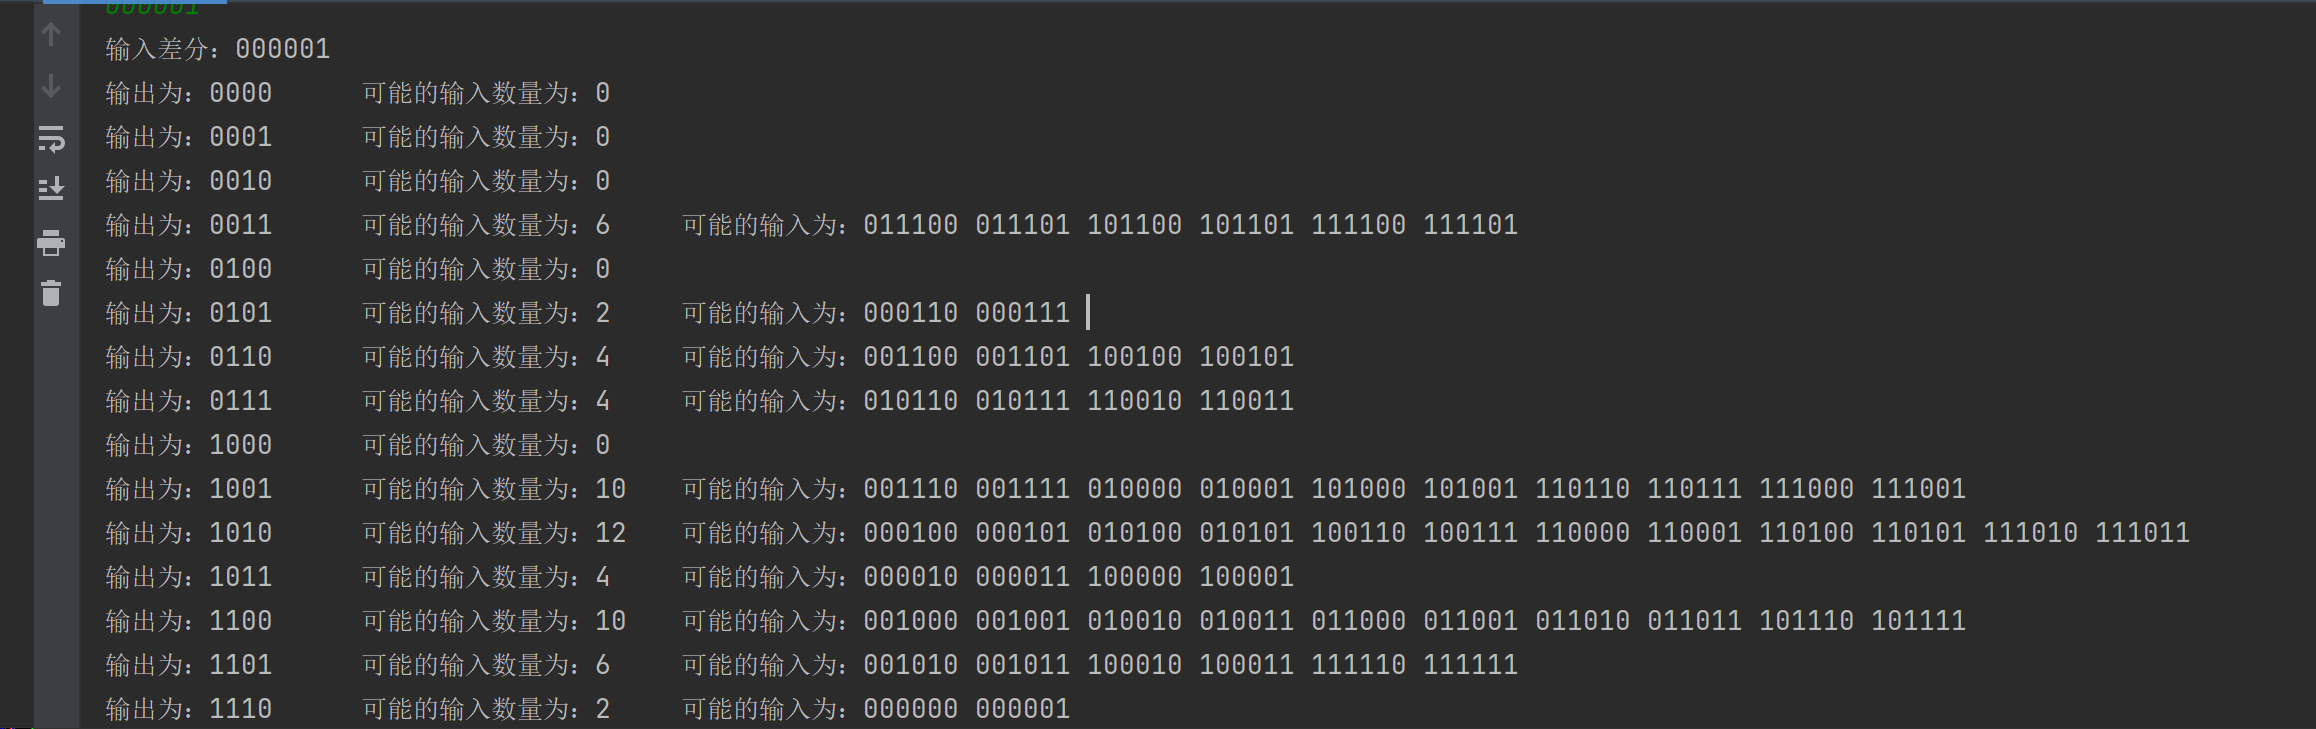 000001
输入差分：000001
输出为：0000 可能的输入数量为：0
输出为：0001 可能的输入数量为：0
输出为：0010 可能的输入数量为：0
输出为：0011 可能的输入数量为：6 可能的输入为：011100 011101 101100 101101 111100 111101
输出为：0100 可能的输入数量为：0
输出为：0101 可能的输入数量为：2 可能的输入为：000110 000111
输出为：0110 可能的输入数量为：4 可能的输入为：001100 001101 100100 100101
输出为：0111 可能的输入数量为：4 可能的输入为：010110 010111 110010 110011
输出为：1000 可能的输入数量为：0
输出为：1001 可能的输入数量为：10 可能的输入为：001110 001111 010000 010001 101000 101001 110110 110111 111000 111001
输出为：1010 可能的输入数量为：12 可能的输入为：000100 000101 010100 010101 100110 100111 110000 110001 110100 110101 111010 111011
输出为：1011 可能的输入数量为：4 可能的输入为：000010 000011 100000 100001
输出为：1100 可能的输入数量为：10 可能的输入为：001000 001001 010010 010011 011000 011001 011010 011011 101110 101111
输出为：1101 可能的输入数量为：6 可能的输入为：001010 001011 100010 100011 111110 111111
输出为：1110 可能的输入数量为：2 可能的输入为：000000 000001